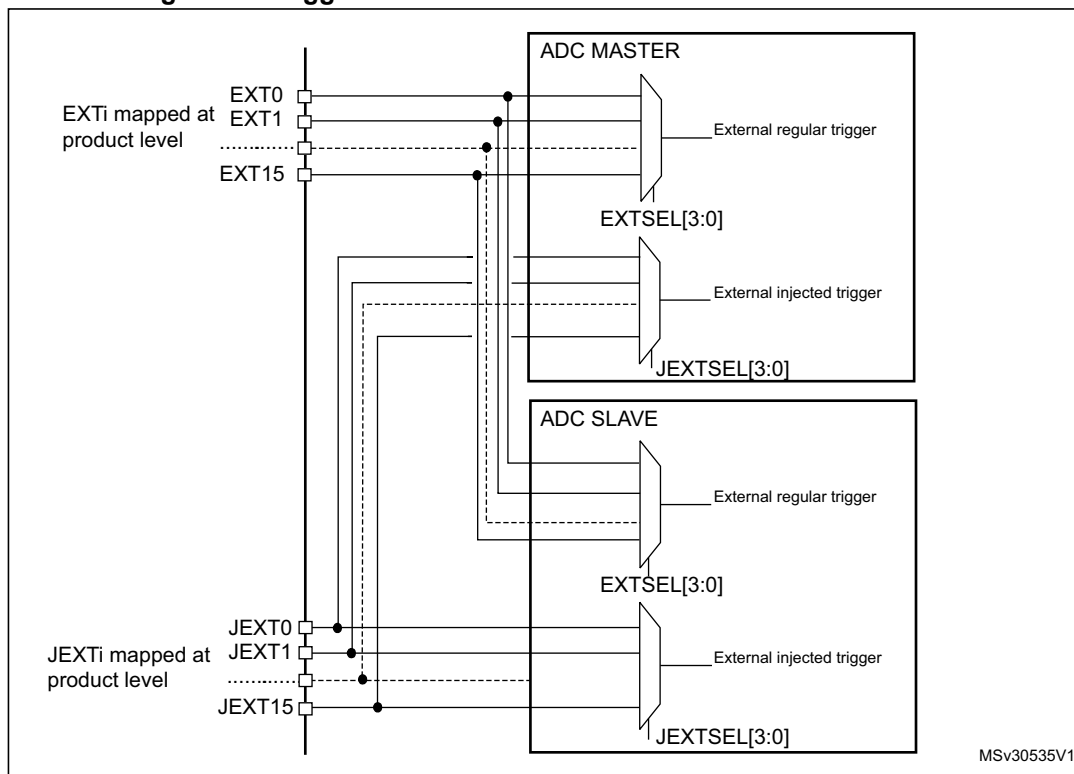 ADC MASTER
EXTi mapped at
product level
EXT0
EXT1
............
EXT15
External regular trigger
EXTSEL[3:0]
External injected trigger
JEXTSEL[3:0]
ADC SLAVE
External regular trigger
EXTSEL[3:0]
JEXTi mapped at
product level
JEXT0
JEXT1
............
JEXT15
External injected trigger
JEXTSEL[3:0]
MSv30535V1